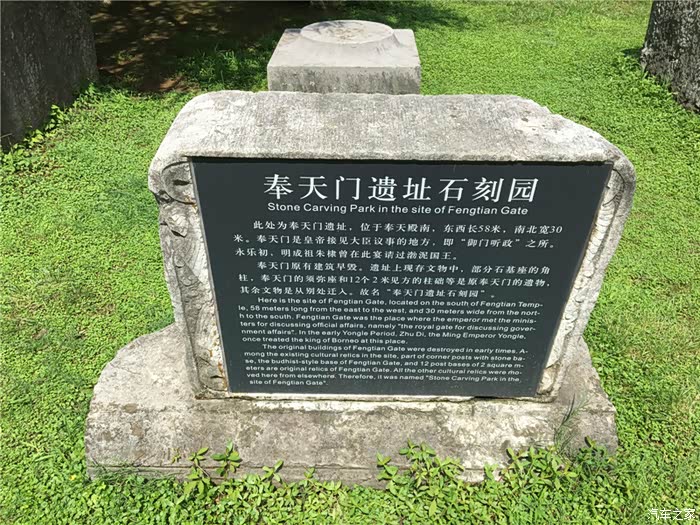 奉天门遗址石刻园
Stone Carving Park in the site of Fengtian Gate
此处为奉天门遗址，位于奉天殿南，东西长58米，南北宽30
米。奉天门是皇帝接见大臣议事的地方，即“御门听政”之所。
永乐初，明成祖朱棣曾在此宴请过渤泥国王。
奉天门原有建筑早毁。遗址上现存文物中，部分石基座的角
柱，奉天门的须弥座和12个2米见方的柱础等是原奉天门的遗物，
其余文物是从别处迁入。故名“奉天门遗址石刻园”。
Here is the site of Fengtian Gate, located on the south of Fengtian Temp-
le, 58 meters long from the east to the west, and 30 meters wide from the nort-
h to the south. Fengtian Gate was the place where the emperor met the minis-
ters for discussing official affairs, namely "the royal gate for discussing gover-
nment affairs". In the early Yongle Period, Zhu Di, the Ming Emperor Yongle,
once treated the king of Borneo at this place.
The original buildings of Fengtian Gate were destroyed in early times. A-
mong the existing cultural relics in the site, part of corner posts with stone ba-
se, the budhist-style base of Fengtian Gate, and 12 post bases of 2 square m-
eters are original relics of Fengtian Gate. All the other cultural relics were mo-
ved here from elsewhere. Therefore, it was named "Stone Carving Park in the
site of Fengtian Gate".
汽车之家